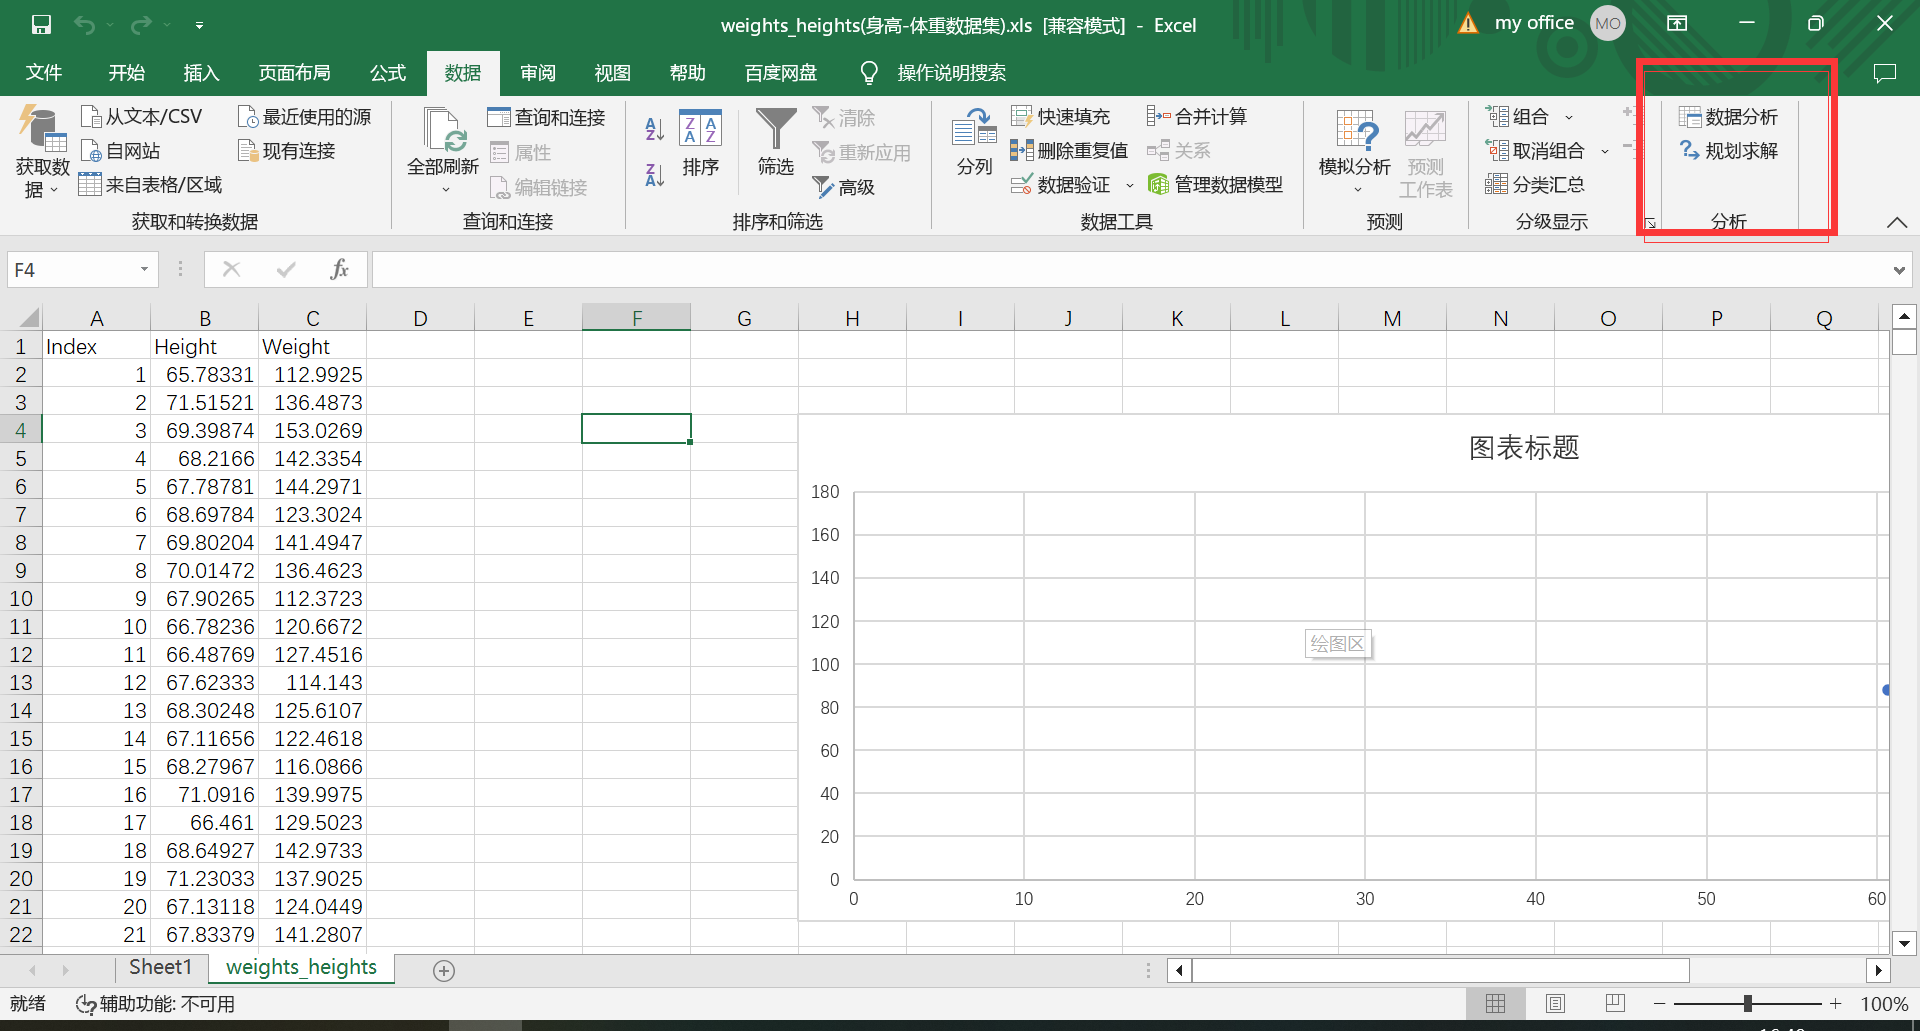 weights_heights(身高-体重数据集).xls [兼容模式] - Excel
my office MO
文件 开始 插入 页面布局 公式 数据 审阅 视图 帮助 百度网盘 操作说明搜索
获取数据
从文本/CSV
自网站
来自表格/区域
最近使用的源
现有连接
获取和转换数据
全部刷新
查询和连接
属性
编辑链接
查询和连接
排序
筛选
清除
重新应用
高级
排序和筛选
分列
快速填充
删除重复值
数据验证
合并计算
关系
管理数据模型
数据工具
模拟分析
预测
工作表
预测
组合
取消组合
分类汇总
分级显示
数据分析
规划求解
分析
F4 fx
A B C D E F G H I J K L M N O P Q
1 Index Height Weight
2 1 65.78331 112.9925
3 2 71.51521 136.4873
4 3 69.39874 153.0269
5 4 68.2166 142.3354
6 5 67.78781 144.2971
7 6 68.69784 123.3024
8 7 69.80204 141.4947
9 8 70.01472 136.4623
10 9 67.90265 112.3723
11 10 66.78236 120.6672
12 11 66.48769 127.4516
13 12 67.62333 114.143
14 13 68.30248 125.6107
15 14 67.11656 122.4618
16 15 68.27967 116.0866
17 16 71.0916 139.9975
18 17 66.461 129.5023
19 18 68.64927 142.9733
20 19 71.23033 137.9025
21 20 67.13118 124.0449
22 21 67.83379 141.2807
图表标题
180
160
140
120
100
80
60
40
20
0
0 10 20 30 40 50 60
绘图区
Sheet1 weights_heights
就绪 辅助功能: 不可用 100%